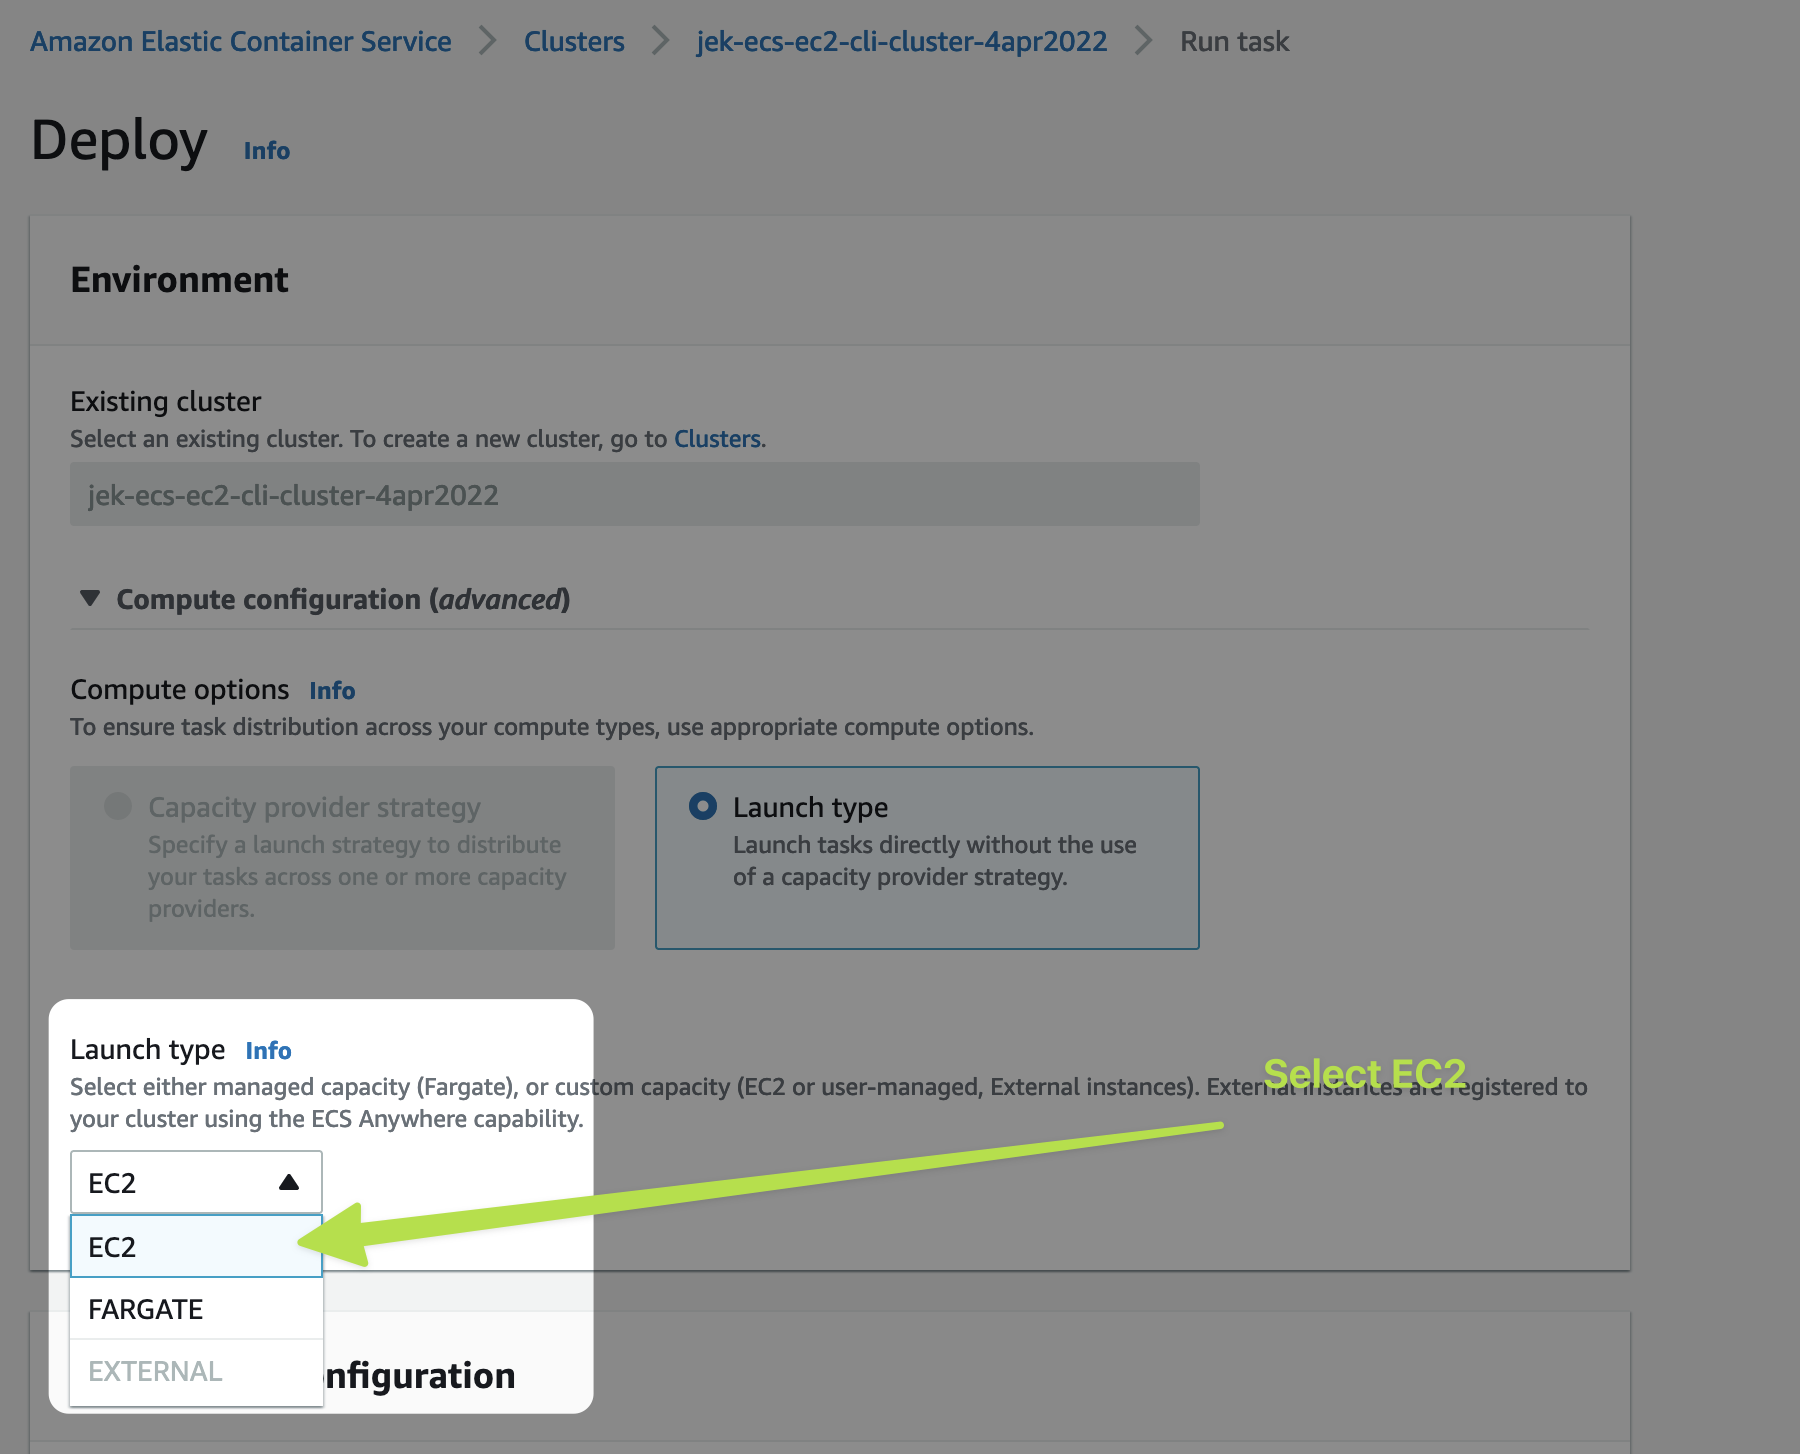 Amazon Elastic Container Service > Clusters > jek-ecs-ec2-cli-cluster-4apr2022 > Run task
Deploy Info
Environment
Existing cluster
Select an existing cluster. To create a new cluster, go to Clusters.
jek-ecs-ec2-cli-cluster-4apr2022
Compute configuration (advanced)
Compute options Info
To ensure task distribution across your compute types, use appropriate compute options.
Capacity provider strategy
Specify a launch strategy to distribute
your tasks across one or more capacity
providers.
Launch type
Launch tasks directly without the use
of a capacity provider strategy.
Launch type Info
Select EC2
Select either managed capacity (Fargate), or custom capacity (EC2 or user-managed, External instances). External instances are registered to
your cluster using the ECS Anywhere capability.
EC2
EC2
FARGATE
EXTERNAL
nfiguration